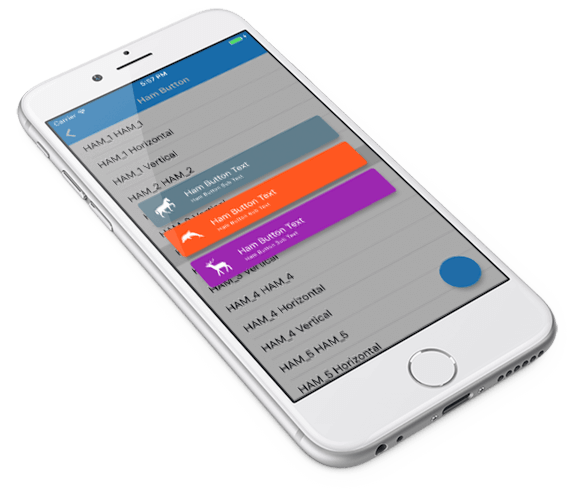 Carrier 5:57 PM
Ham Button
HAM_1 HAM_1
HAM_1 Horizontal
HAM_1 Vertical
HAM_2 HAM_2
Ham Button Text
Ham Button Sub Text
Ham Button Text
Ham Button Sub Text
Ham Button Text
Ham Button Sub Text
HAM_3 Vertical
HAM_4 HAM_4
HAM_4 Horizontal
HAM_4 Vertical
HAM_5 HAM_5
HAM_5 Horizontal